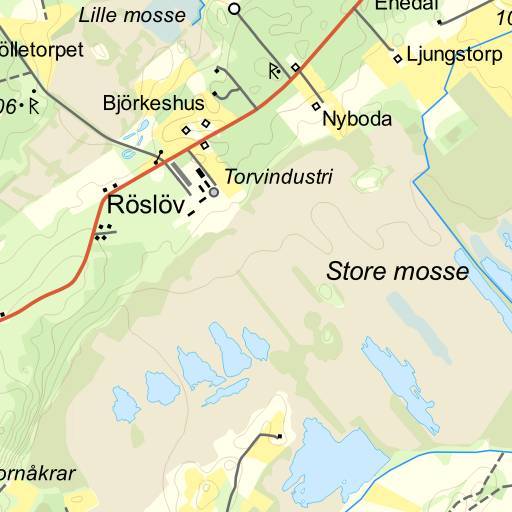 Enedal
Lille mosse
ölletorpet
Ljungstorp
Björkeshus
Nyboda
Torvindustri
Röslöv
Store mosse
ornåkrar